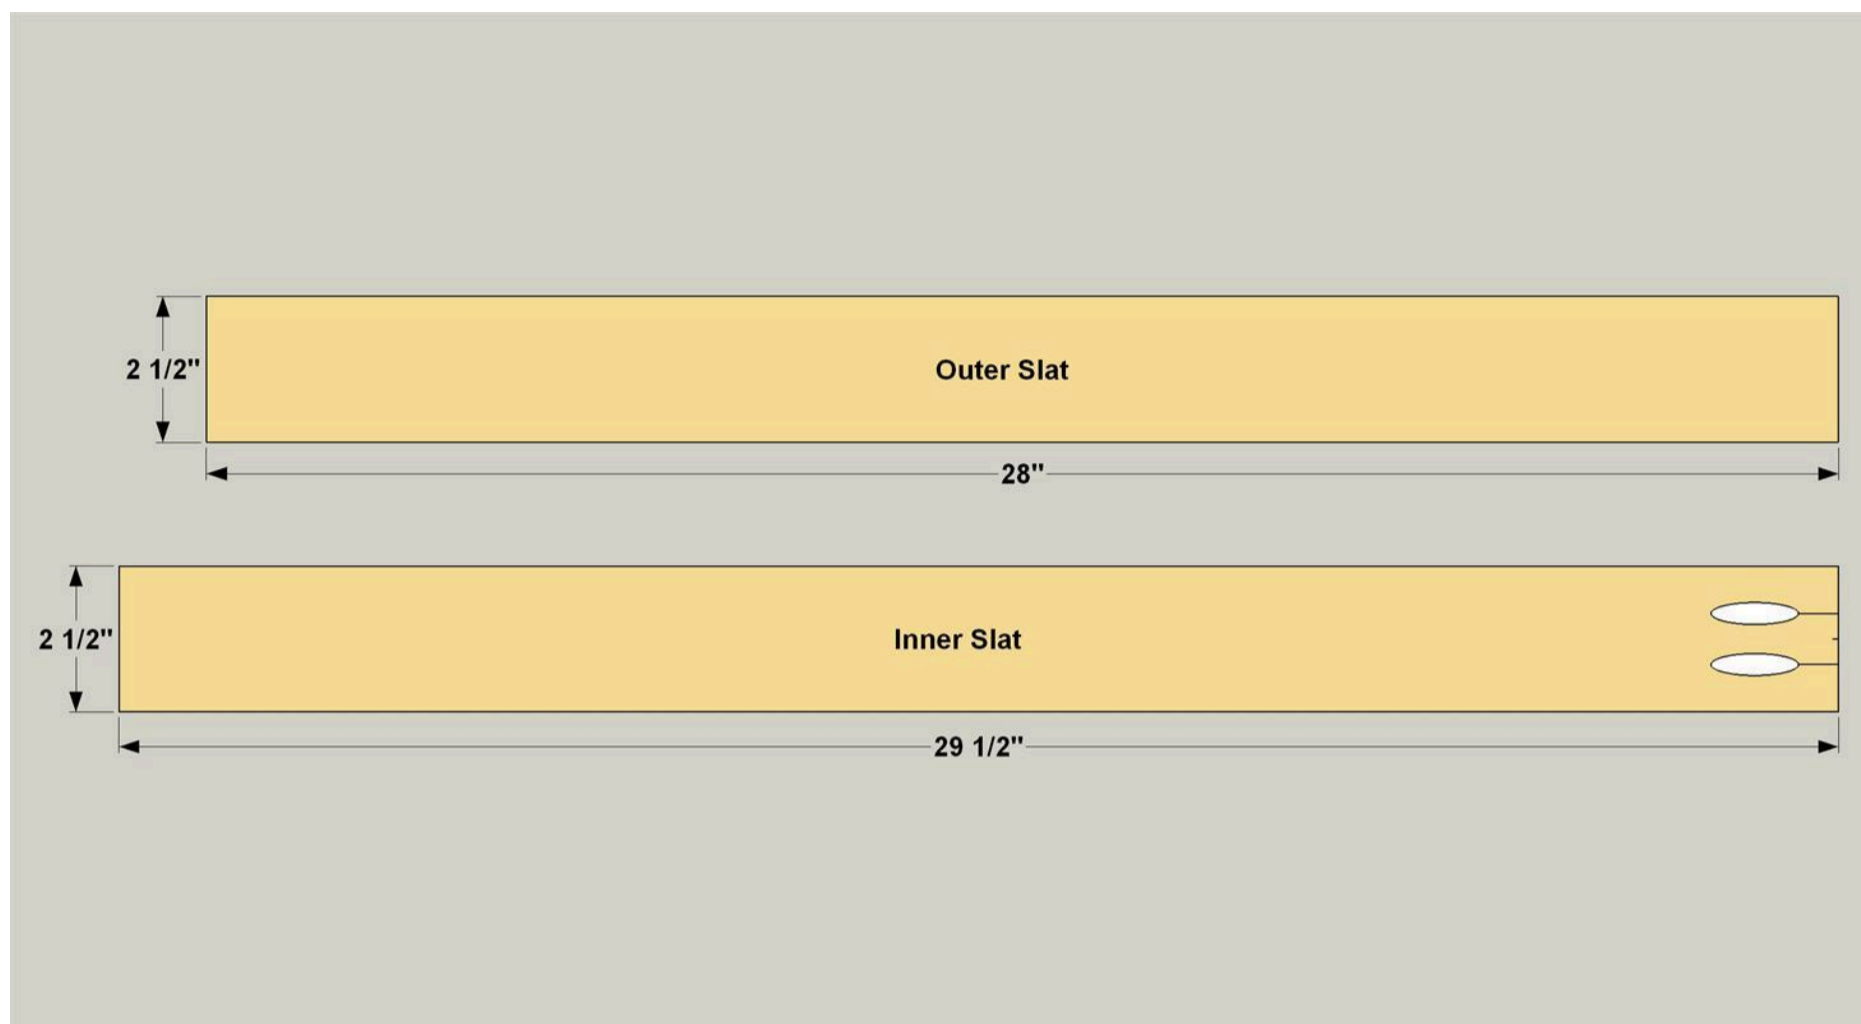 2 1/2"
Outer Slat
28"
2 1/2"
Inner Slat
29 1/2"